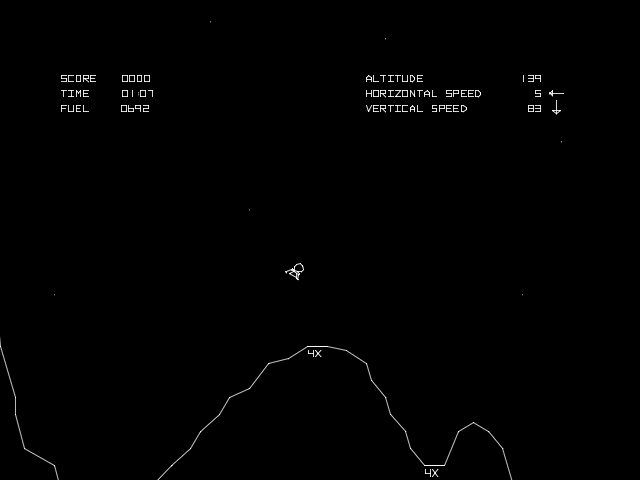 SCORE 0000
TIME 01:07
FUEL 0692
ALTITUDE 139
HORIZONTAL SPEED 5 ←
VERTICAL SPEED 83 ↓
4X
4X